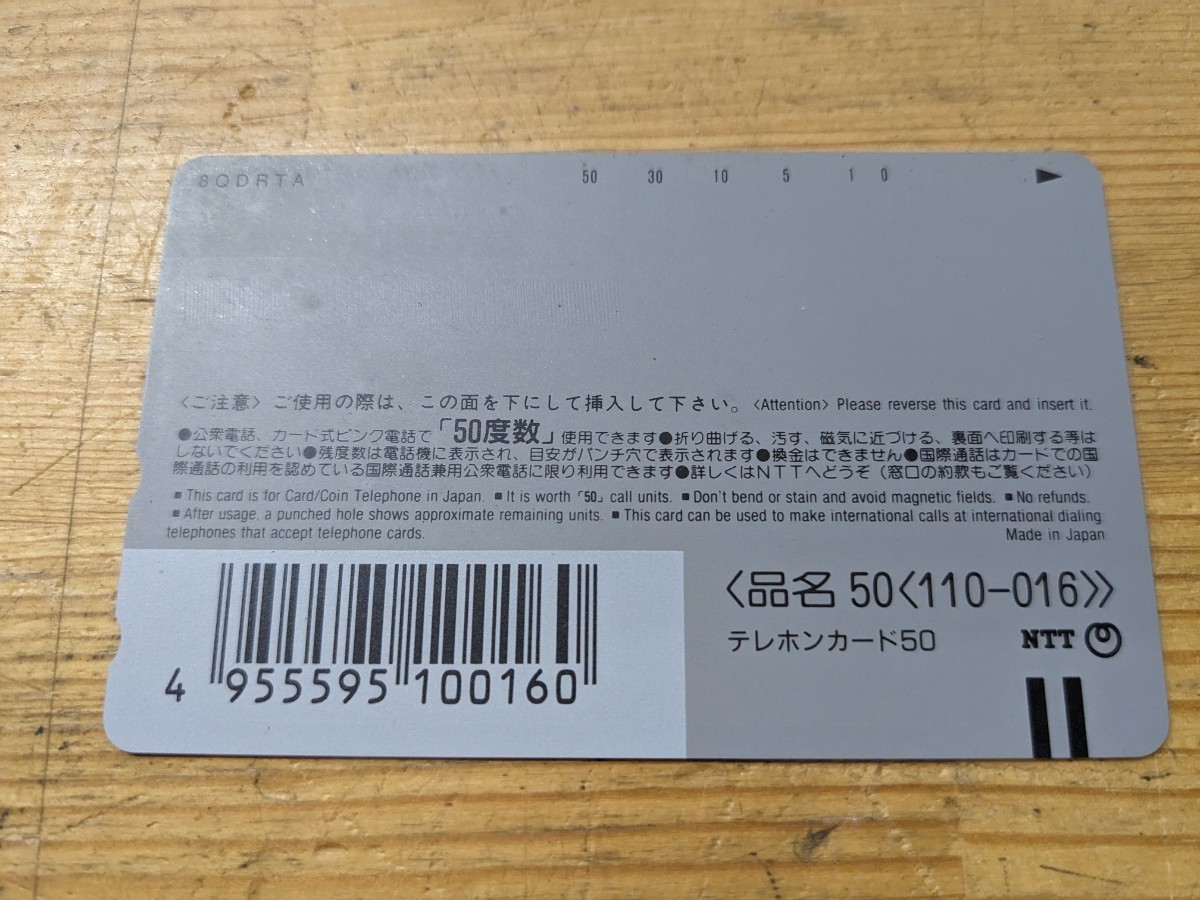 8QDRTA 50 30 10 5 1 0
〈ご注意〉ご使用の際は、この面を下にして挿入して下さい。〈Attention〉Please reverse this card and insert it.
●公衆電話、カード式ピンク電話で「50度数」使用できます●折り曲げる、汚す、磁気に近づける、裏面へ印刷する等は
しないでください●残度数は電話機に表示され、目安がパンチ穴で表示されます●換金はできません●国際通話はカードでの国
際通話の利用を認めている国際通話兼用公衆電話に限り利用できます●詳しくはNTTへどうぞ（窓口の約款もご覧ください）
■This card is for Card/Coin Telephone in Japan. ■It is worth「50」call units. ■Don't bend or stain and avoid magnetic fields. ■No refunds.
■After usage, a punched hole shows approximate remaining units. ■This card can be used to make international calls at international dialing
telephones that accept telephone cards. Made in Japan
〈品名 50〈110-016〉〉
テレホンカード50 NTT
4 955595 100160